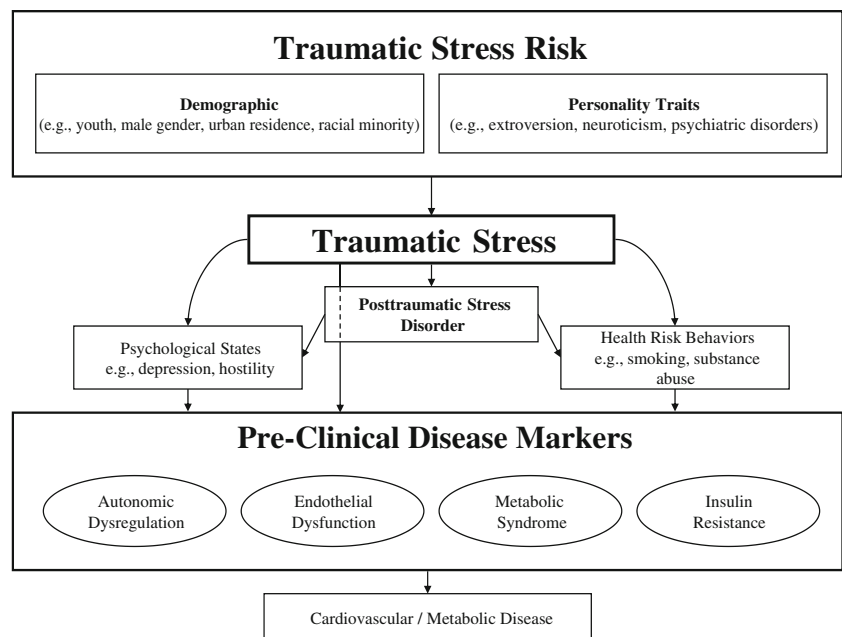 Traumatic Stress Risk
Demographic
(e.g., youth, male gender, urban residence, racial minority)
Personality Traits
(e.g., extroversion, neuroticism, psychiatric disorders)
Traumatic Stress
Posttraumatic Stress
Disorder
Psychological States
e.g., depression, hostility
Health Risk Behaviors
e.g., smoking, substance
abuse
Pre-Clinical Disease Markers
Autonomic
Dysregulation
Endothelial
Dysfunction
Metabolic
Syndrome
Insulin
Resistance
Cardiovascular / Metabolic Disease